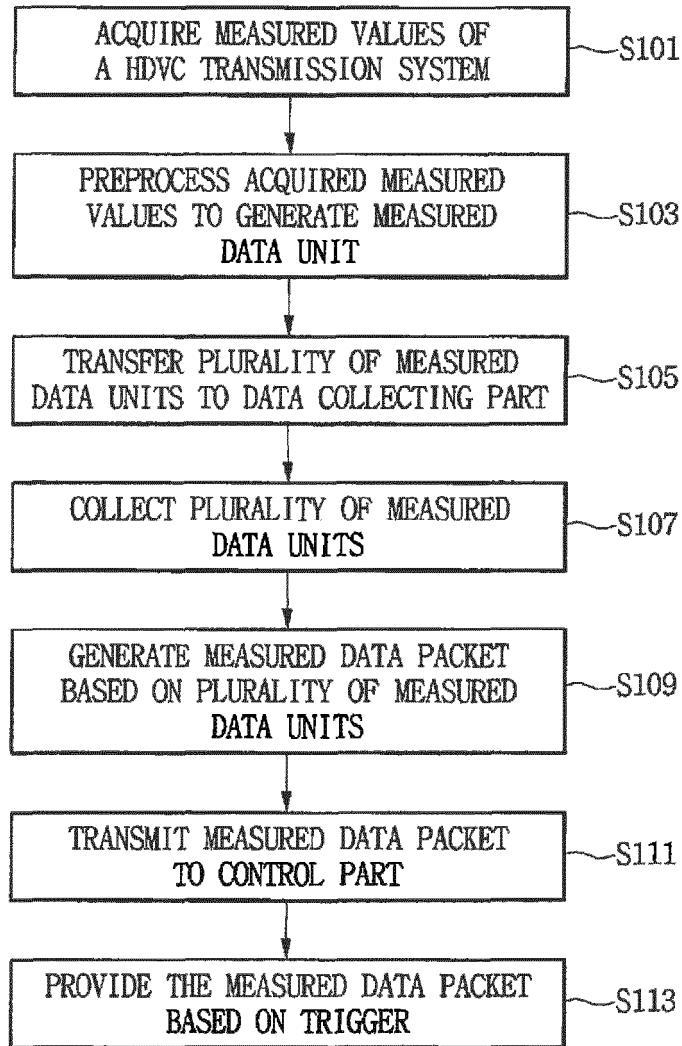 ACQUIRE MEASURED VALUES OF
A HDVC TRANSMISSION SYSTEM
S101
PREPROCESS ACQUIRED MEASURED
VALUES TO GENERATE MEASURED
DATA UNIT
S103
TRANSFER PLURALITY OF MEASURED
DATA UNITS TO DATA COLLECTING PART
S105
COLLECT PLURALITY OF MEASURED
DATA UNITS
S107
GENERATE MEASURED DATA PACKET
BASED ON PLURALITY OF MEASURED
DATA UNITS
S109
TRANSMIT MEASURED DATA PACKET
TO CONTROL PART
S111
PROVIDE THE MEASURED DATA PACKET
BASED ON TRIGGER
S113